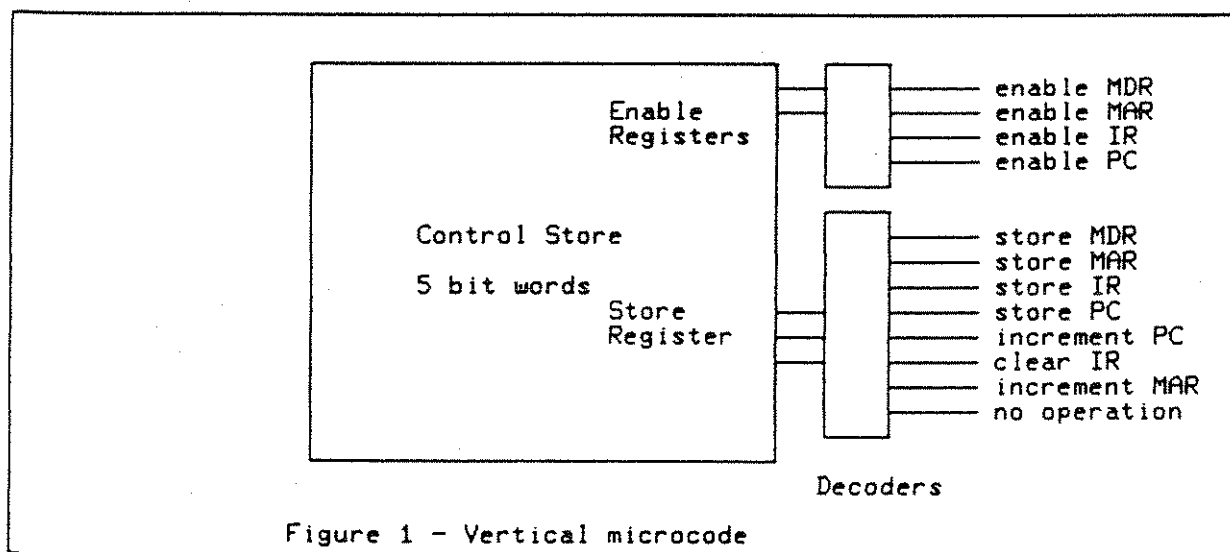 Enable
Registers
Control Store
5 bit words
Store
Register
enable MDR
enable MAR
enable IR
enable PC
store MDR
store MAR
store IR
store PC
increment PC
clear IR
increment MAR
no operation
Decoders
Figure 1 - Vertical microcode